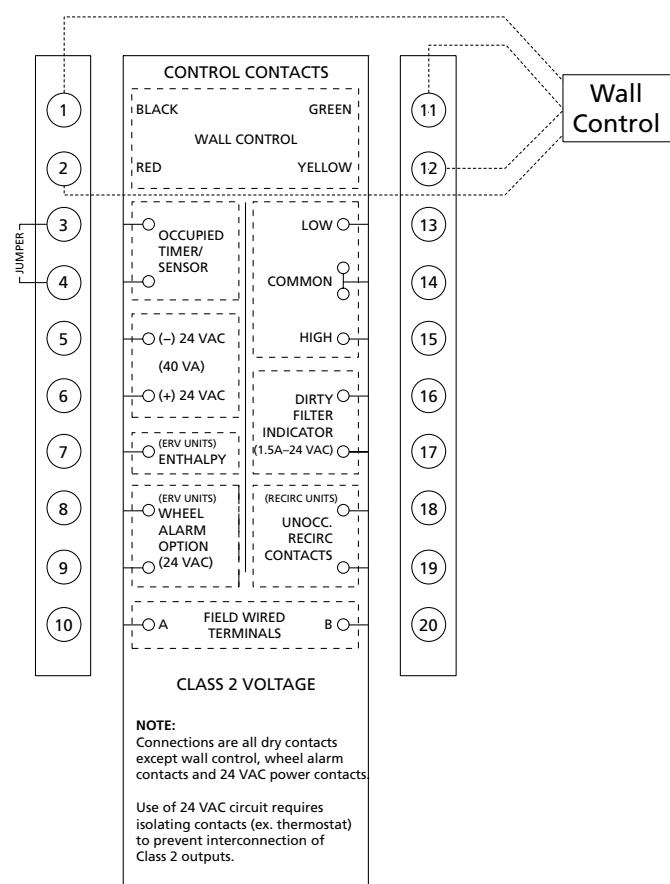 CONTROL CONTACTS
Wall
Control
1
BLACK
GREEN
11
WALL CONTROL
2
RED
YELLOW
12
JUMPER
3
OCCUPIED
TIMER/
SENSOR
LOW
13
4
COMMON
14
5
(–) 24 VAC
HIGH
15
(40 VA)
6
(+) 24 VAC
DIRTY
FILTER
INDICATOR
(1.5A–24 VAC)
16
7
(ERV UNITS)
ENTHALPY
17
8
(ERV UNITS)
WHEEL
ALARM
OPTION
(24 VAC)
(RECIRC UNITS)
UNOCC.
RECIRC
CONTACTS
18
9
19
10
A
FIELD WIRED
TERMINALS
B
20
CLASS 2 VOLTAGE
NOTE:
Connections are all dry contacts
except wall control, wheel alarm
contacts and 24 VAC power contacts.
Use of 24 VAC circuit requires
isolating contacts (ex. thermostat)
to prevent interconnection of
Class 2 outputs.